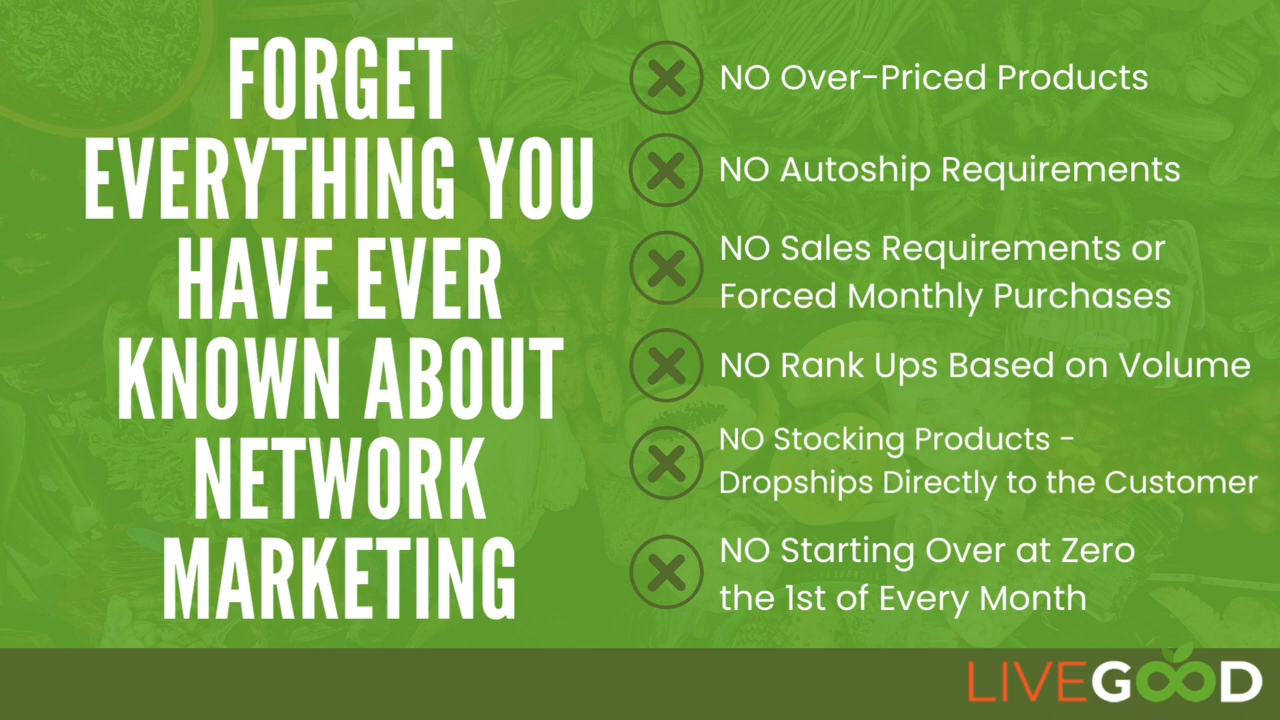 FORGET
EVERYTHING YOU
HAVE EVER
KNOWN ABOUT
NETWORK
MARKETING
NO Over-Priced Products
NO Autoship Requirements
NO Sales Requirements or
Forced Monthly Purchases
NO Rank Ups Based on Volume
NO Stocking Products -
Dropships Directly to the Customer
NO Starting Over at Zero
the 1st of Every Month
LIVEGOOD